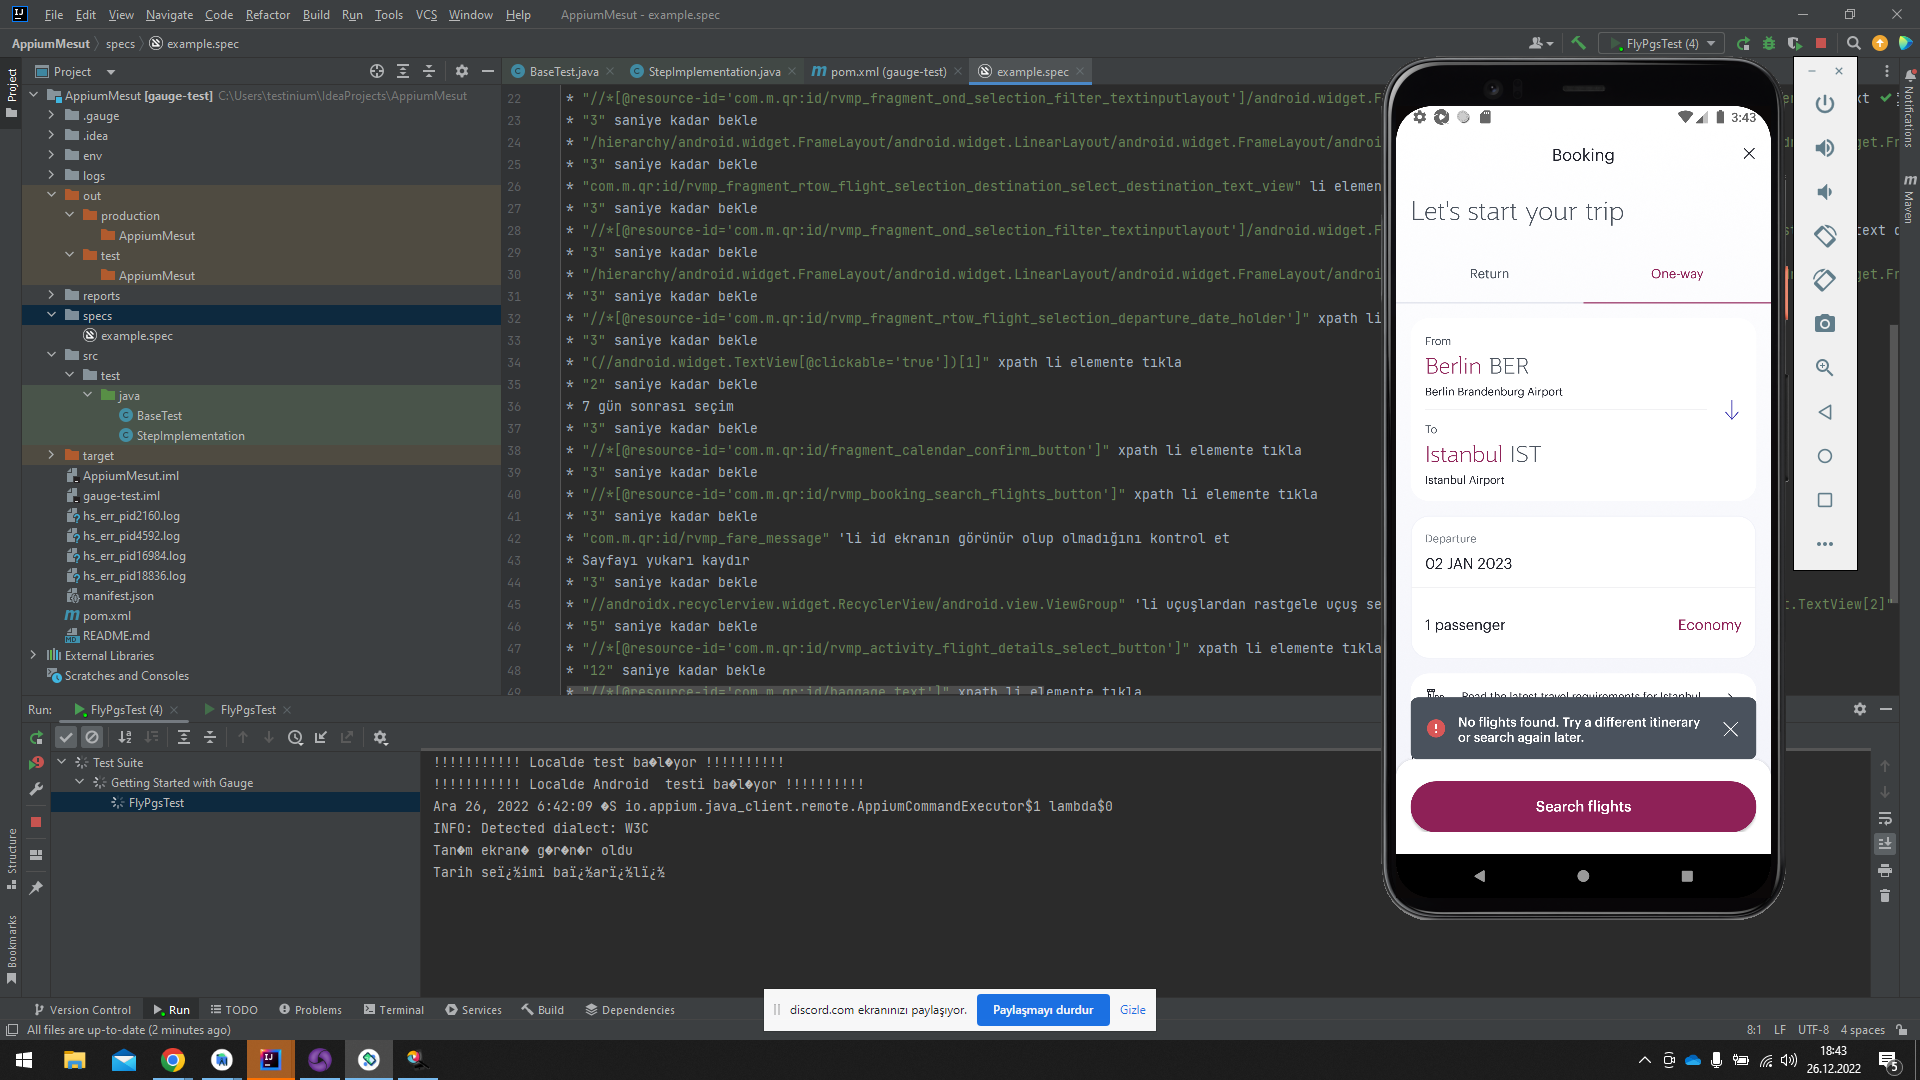 File Edit View Navigate Code Refactor Build Run Tools VCS Window Help AppiumMesut - example.spec
AppiumMesut specs example.spec
FlyPgsTest (4)
Project
BaseTest.java StepImplementation.java pom.xml (gauge-test) example.spec
Project
Notifications
Maven
Structure
Bookmarks
AppiumMesut [gauge-test] C:\Users\testinium\IdeaProjects\AppiumMesut
.gauge
.idea
env
logs
out
production
AppiumMesut
test
AppiumMesut
reports
specs
example.spec
src
test
java
BaseTest
StepImplementation
target
AppiumMesut.iml
gauge-test.iml
hs_err_pid2160.log
hs_err_pid4592.log
hs_err_pid16984.log
hs_err_pid18836.log
manifest.json
pom.xml
README.md
External Libraries
Scratches and Consoles
22 * "//*[@resource-id='com.m.qr:id/rvmp_fragment_ond_selection_filter_textinputlayout']/android.widget.Fr text
23 * "3" saniye kadar bekle
24 * "/hierarchy/android.widget.FrameLayout/android.widget.LinearLayout/android.widget.FrameLayout/androi dget.Fr
25 * "3" saniye kadar bekle
26 * "com.m.qr:id/rvmp_fragment_rtow_flight_selection_destination_select_destination_text_view" li elemen
27 * "3" saniye kadar bekle
28 * "//*[@resource-id='com.m.qr:id/rvmp_fragment_ond_selection_filter_textinputlayout']/android.widget.F st text
29 * "3" saniye kadar bekle
30 * "/hierarchy/android.widget.FrameLayout/android.widget.LinearLayout/android.widget.FrameLayout/androi dget.Fr
31 * "3" saniye kadar bekle
32 * "//*[@resource-id='com.m.qr:id/rvmp_fragment_rtow_flight_selection_departure_date_holder']" xpath li
33 * "3" saniye kadar bekle
34 * "(//android.widget.TextView[@clickable='true'])[1]" xpath li elemente tıkla
35 * "2" saniye kadar bekle
36 * 7 gün sonrası seçim
37 * "3" saniye kadar bekle
38 * "//*[@resource-id='com.m.qr:id/fragment_calendar_confirm_button']" xpath li elemente tıkla
39 * "3" saniye kadar bekle
40 * "//*[@resource-id='com.m.qr:id/rvmp_booking_search_flights_button']" xpath li elemente tıkla
41 * "3" saniye kadar bekle
42 * "com.m.qr:id/rvmp_fare_message" 'li id ekranın görünür olup olmadığını kontrol et
43 * Sayfayı yukarı kaydır
44 * "3" saniye kadar bekle
45 * "//androidx.recyclerview.widget.RecyclerView/android.view.ViewGroup" 'li uçuşlardan rastgele uçuş se t.TextView[2]"
46 * "5" saniye kadar bekle
47 * "//*[@resource-id='com.m.qr:id/rvmp_activity_flight_details_select_button']" xpath li elemente tıkla
48 * "12" saniye kadar bekle
49 * "//*[@resource-id='com.m.qr:id/baggage_text']" xpath li elemente tıkla
3:43
Booking
Let's start your trip
Return One-way
From
Berlin BER
Berlin Brandenburg Airport
To
Istanbul IST
Istanbul Airport
Departure
02 JAN 2023
1 passenger Economy
Read the latest travel requirements for Istanbul
No flights found. Try a different itinerary
or search again later.
Search flights
Run: FlyPgsTest (4) FlyPgsTest
Test Suite
Getting Started with Gauge
FlyPgsTest
!!!!!!!!!!! Localde test ba�l�yor !!!!!!!!!!
!!!!!!!!!!! Localde Android  testi ba�l�yor !!!!!!!!!!
Ara 26, 2022 6:42:09 �S io.appium.java_client.remote.AppiumCommandExecutor$1 lambda$0
INFO: Detected dialect: W3C
Tan�m ekran� g�r�n�r oldu
Tarih seï¿½imi baï¿½arï¿½lï¿½
Version Control Run TODO Problems Terminal Services Build Dependencies
discord.com ekranınızı paylaşıyor. Paylaşmayı durdur Gizle
All files are up-to-date (2 minutes ago) 8:1 LF UTF-8 4 spaces
18:43
26.12.2022
5